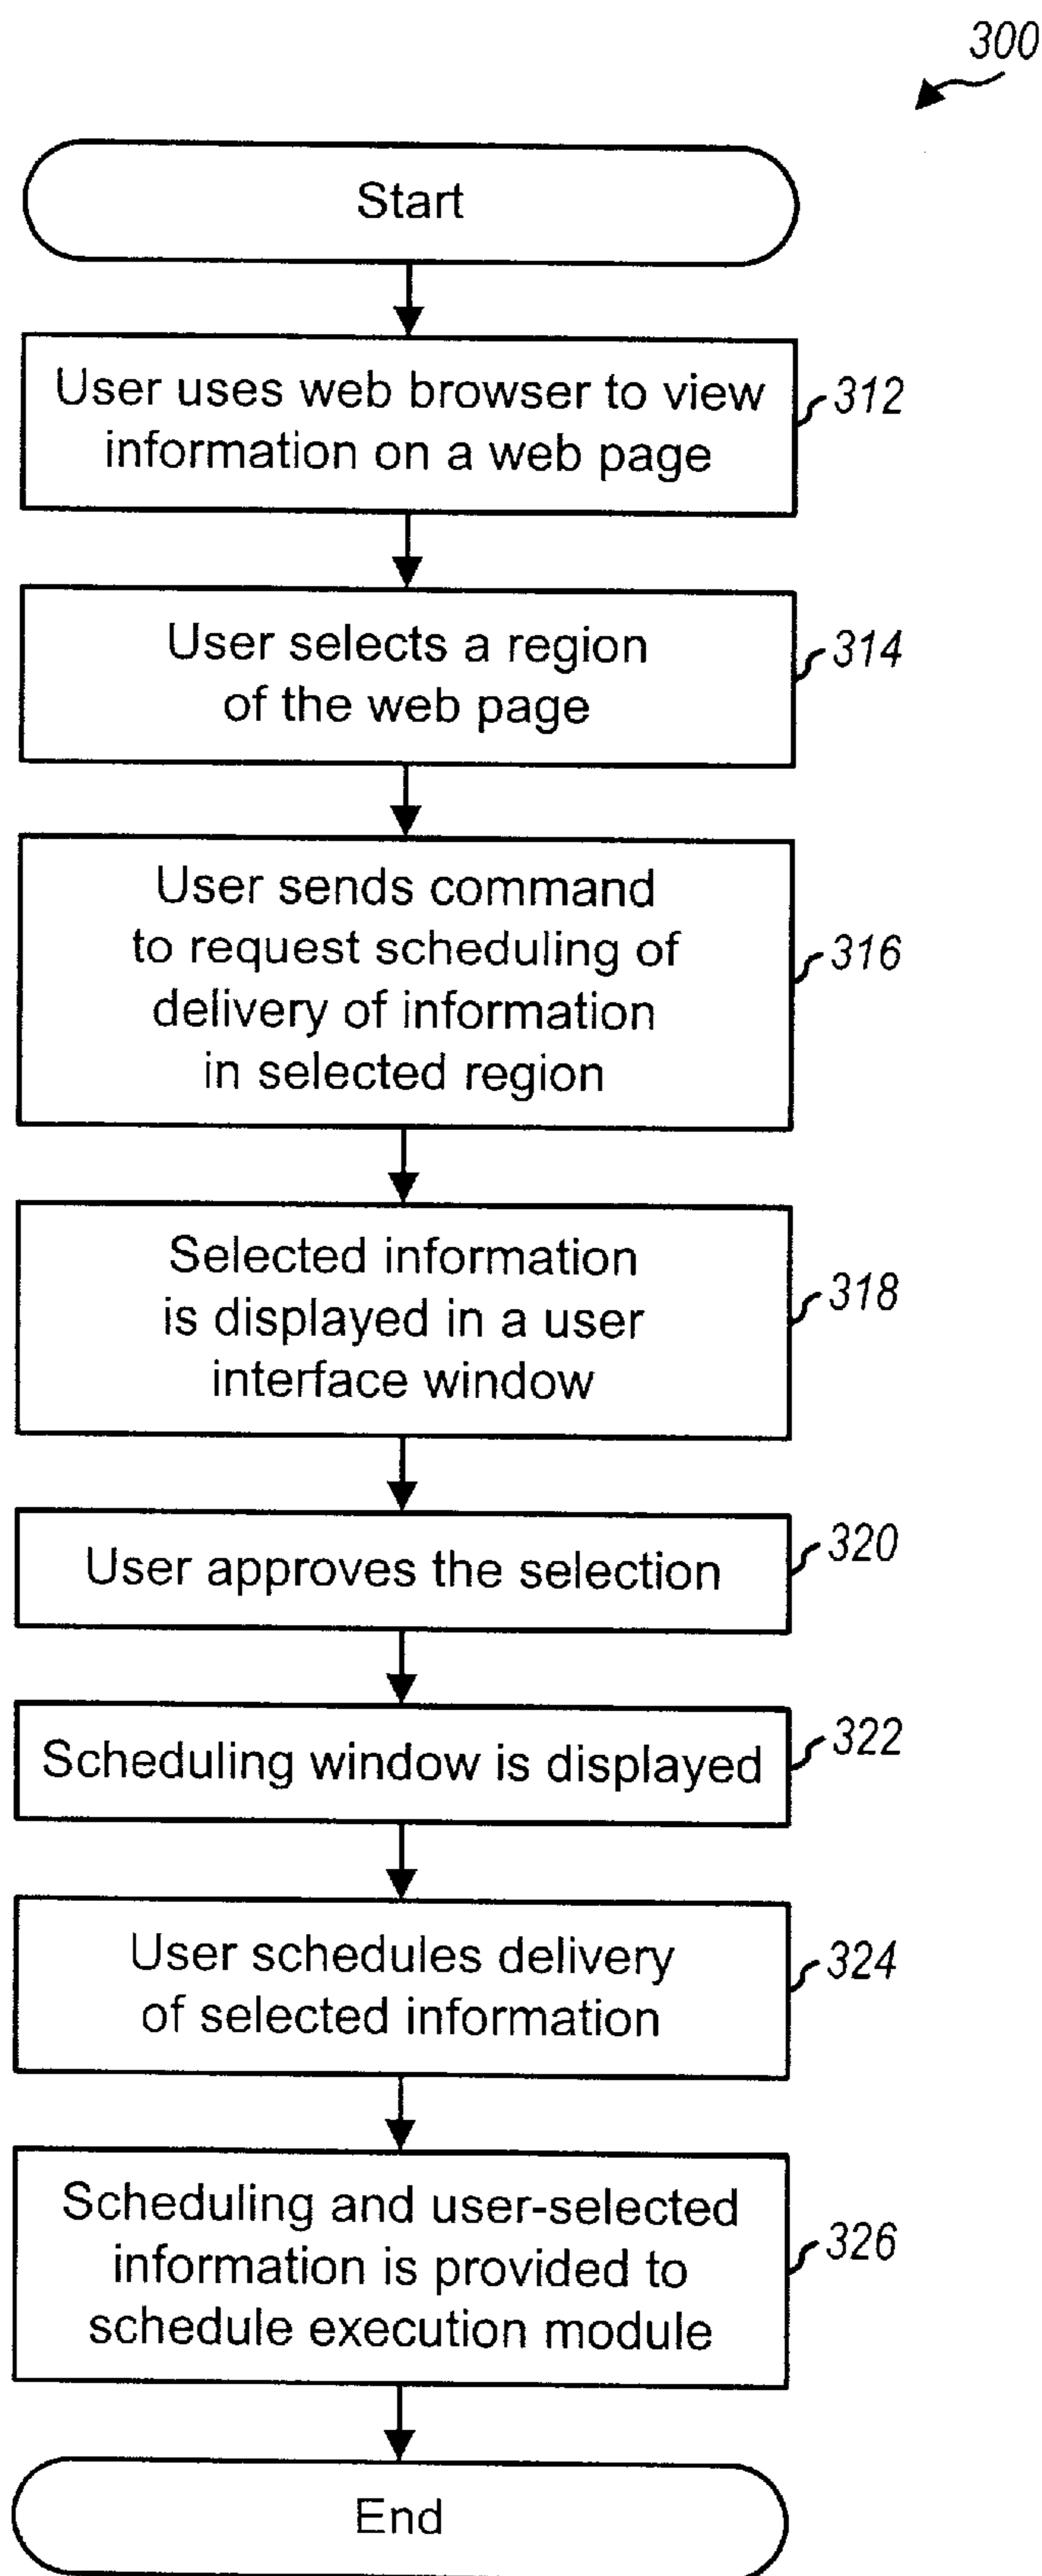 300
Start
User uses web browser to view
information on a web page
312
User selects a region
of the web page
314
User sends command
to request scheduling of
delivery of information
in selected region
316
Selected information
is displayed in a user
interface window
318
User approves the selection
320
Scheduling window is displayed
322
User schedules delivery
of selected information
324
Scheduling and user-selected
information is provided to
schedule execution module
326
End